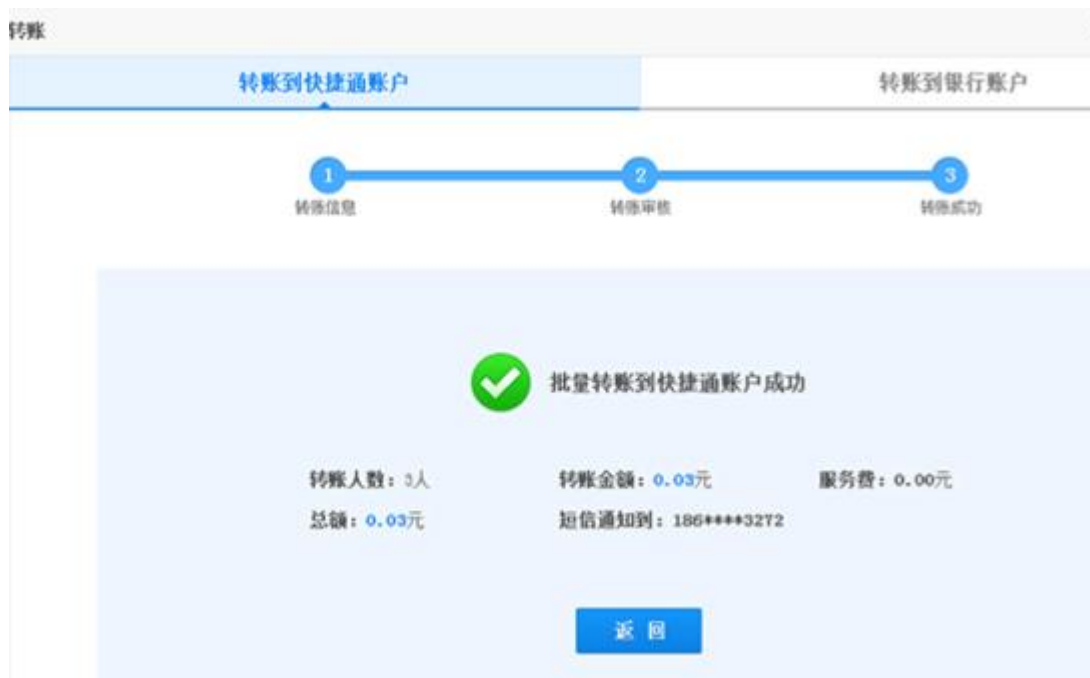 转账
转账到快捷通账户 转账到银行账户
1 2 3
转账信息 转账审核 转账成功
批量转账到快捷通账户成功
转账人数：3人 转账金额：0.03元 服务费：0.00元
总额：0.03元 短信通知到：186****3272
返 回